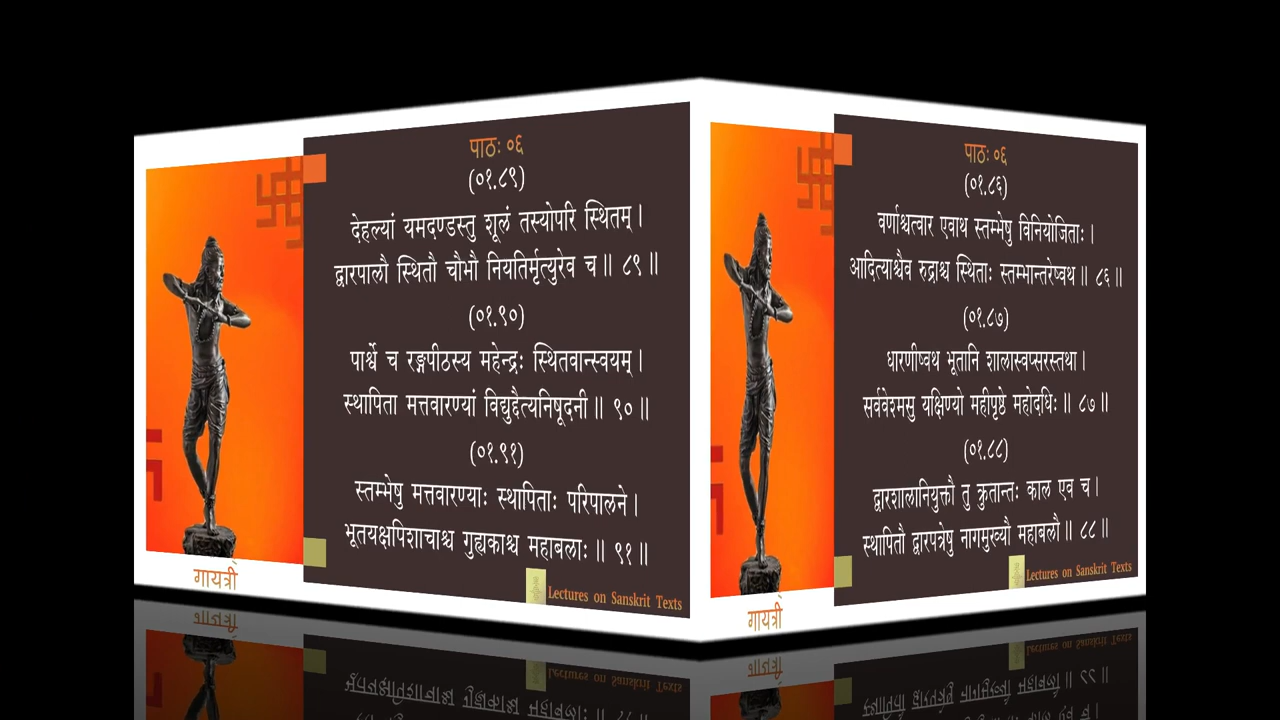 पाठः ०६
(०१.८९)
देहल्यां यमदण्डस्तु शूलं तस्योपरि स्थितम् ।
द्वारपालौ स्थितौ चौभौ नियतिर्मृत्युरेव च ॥ ८९ ॥
(०१.९०)
पार्श्वे च रङ्गपीठस्य महेन्द्रः स्थितवान्स्वयम् ।
स्थापिता मत्तवारण्यां विद्युद्दैत्यनिषूदनी ॥ ९० ॥
(०१.९१)
स्तम्भेषु मत्तवारण्याः स्थापिताः परिपालने ।
भूतयक्षपिशाचाश्च गुह्यकाश्च महाबलाः ॥ ९१ ॥
गायत्री
Lectures on Sanskrit Texts
पाठः ०६
(०१.८६)
वर्णाश्चत्वार एवाथ स्तम्भेषु विनियोजिताः ।
आदित्याश्चैव रुद्राश्च स्थिताः स्तम्भान्तरेष्वथ ॥ ८६ ॥
(०१.८७)
धारणीष्वथ भूतानि शालास्वप्सरस्तथा ।
सर्ववेश्मसु यक्षिण्यो महीपृष्ठे महोदधिः ॥ ८७ ॥
(०१.८८)
द्वारशालानियुक्तौ तु क्रुतान्तः काल एव च ।
स्थापितौ द्वारपत्रेषु नागमुख्यौ महाबलौ ॥ ८८ ॥
गायत्री
Lectures on Sanskrit Texts